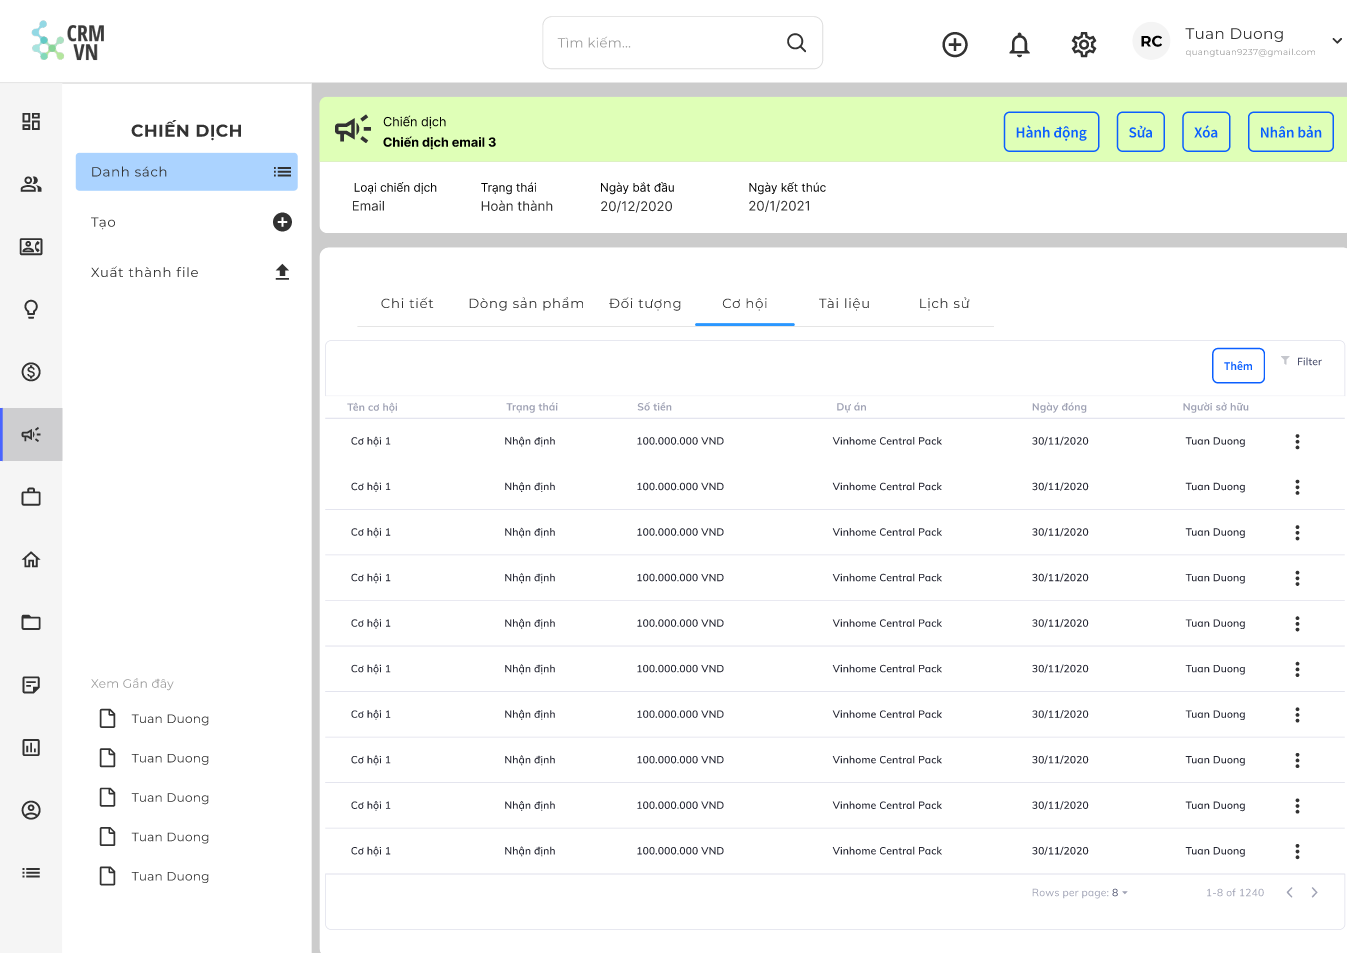 CRM
VN
Tìm kiếm...
RC
Tuan Duong
quangtuan9237@gmail.com
CHIẾN DỊCH
Danh sách
Tạo
Xuất thành file
Xem Gần đây
Tuan Duong
Tuan Duong
Tuan Duong
Tuan Duong
Tuan Duong
Chiến dịch
Chiến dịch email 3
Hành động Sửa Xóa Nhân bản
Loại chiến dịch Trạng thái Ngày bắt đầu Ngày kết thúc
Email Hoàn thành 20/12/2020 20/1/2021
Chi tiết Dòng sản phẩm Đối tượng Cơ hội Tài liệu Lịch sử
Thêm Filter
Tên cơ hội Trạng thái Số tiền Dự án Ngày đóng Người sở hữu
Cơ hội 1 Nhận định 100.000.000 VND Vinhome Central Pack 30/11/2020 Tuan Duong
Cơ hội 1 Nhận định 100.000.000 VND Vinhome Central Pack 30/11/2020 Tuan Duong
Cơ hội 1 Nhận định 100.000.000 VND Vinhome Central Pack 30/11/2020 Tuan Duong
Cơ hội 1 Nhận định 100.000.000 VND Vinhome Central Pack 30/11/2020 Tuan Duong
Cơ hội 1 Nhận định 100.000.000 VND Vinhome Central Pack 30/11/2020 Tuan Duong
Cơ hội 1 Nhận định 100.000.000 VND Vinhome Central Pack 30/11/2020 Tuan Duong
Cơ hội 1 Nhận định 100.000.000 VND Vinhome Central Pack 30/11/2020 Tuan Duong
Cơ hội 1 Nhận định 100.000.000 VND Vinhome Central Pack 30/11/2020 Tuan Duong
Cơ hội 1 Nhận định 100.000.000 VND Vinhome Central Pack 30/11/2020 Tuan Duong
Cơ hội 1 Nhận định 100.000.000 VND Vinhome Central Pack 30/11/2020 Tuan Duong
Rows per page: 8 1-8 of 1240